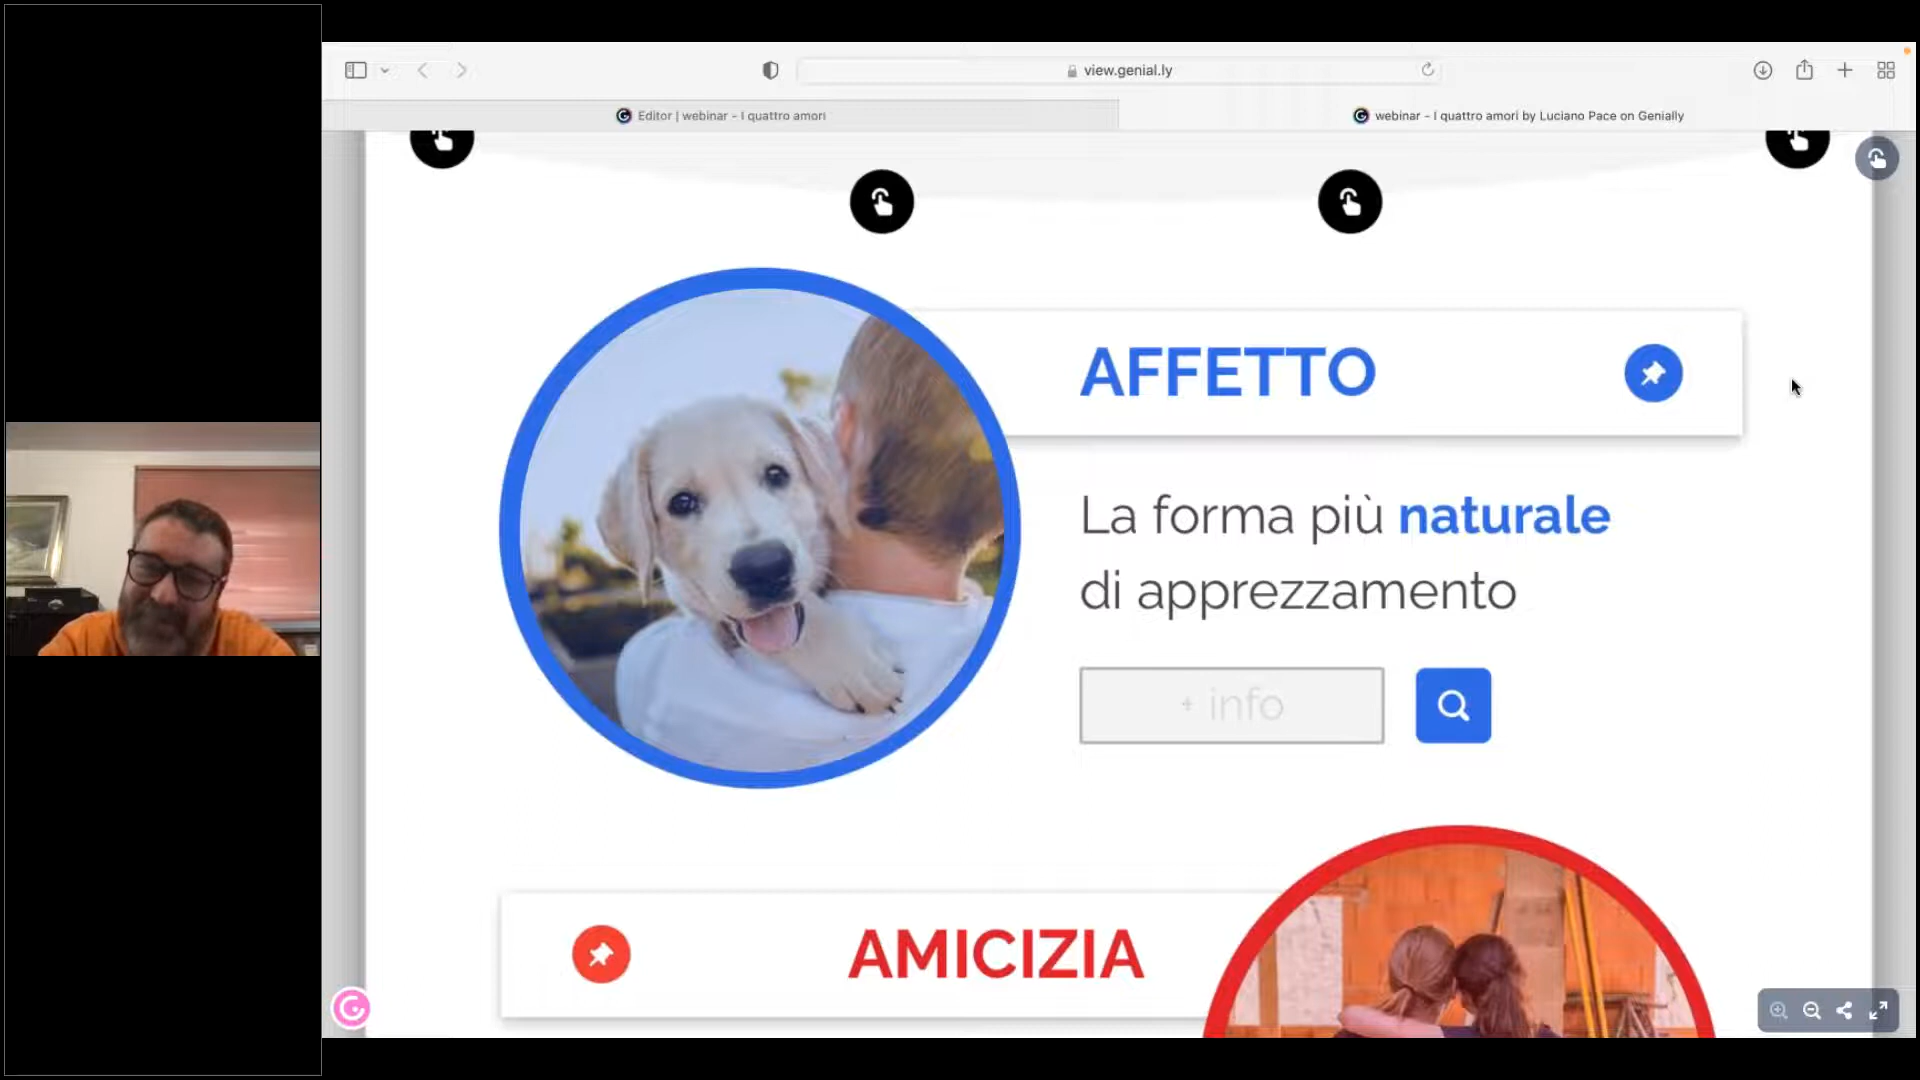 view.genial.ly
Editor | webinar - I quattro amori
webinar - I quattro amori by Luciano Pace on Genially
AFFETTO
La forma più naturale
di apprezzamento
+ info
AMICIZIA